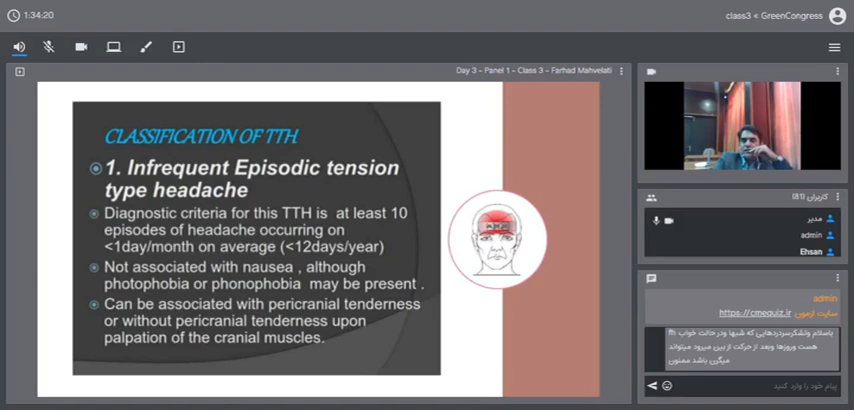 1:34:20
class3 < GreenCongress
Day 3 - Panel 1 - Class 3 - Farhad Mahvelati
CLASSIFICATION OF TTH
1. Infrequent Episodic tension
type headache
Diagnostic criteria for this TTH is at least 10
episodes of headache occurring on
<1day/month on average (<12days/year)
Not associated with nausea , although
photophobia or phonophobia may be present .
Can be associated with pericranial tenderness
or without pericranial tenderness upon
palpation of the cranial muscles.
کاربران (81)
مدیر
admin
Ehsan
admin
سایت ازمون https://cmequiz.ir
باسلام وتشکرسردردهایی که شبها ودر حالت خواب
هست وروزها وبعد از حرکت از بین میرود میتواند
میگرن باشد ممنون
پیام خود را وارد کنید